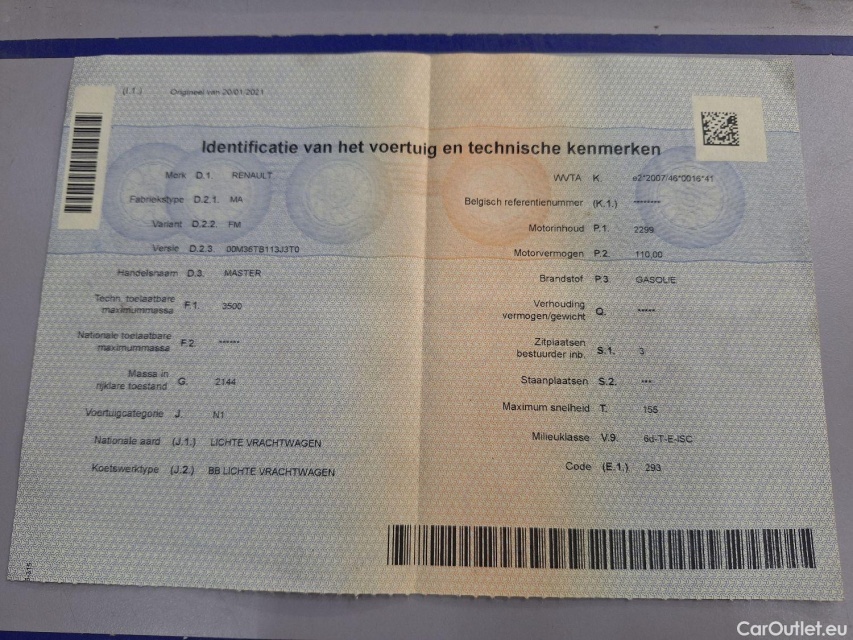 (J.1.) Origineel van 20/01/2021
Identificatie van het voertuig en technische kenmerken
Merk D.1. RENAULT
Fabriekstype D.2.1. MA
Variant D.2.2. FM
Versie D.2.3. 00M36TB113J3T0
Handelsnaam D.3. MASTER
Techn. toelaatbare
maximummassa F.1. 3500
Nationale toelaatbare
maximummassa F.2. ******
Massa in
rijklare toestand G. 2144
Voertuigcategorie J. N1
Nationale aard (J.1.) LICHTE VRACHTWAGEN
Koetswerktype (J.2.) BB LICHTE VRACHTWAGEN
WVTA K. e2*2007/46*0016*41
Belgisch referentienummer (K.1.) ********
Motorinhoud P.1. 2299
Motorvermogen P.2. 110,00
Brandstof P.3. GASOLIE
Verhouding
vermogen/gewicht Q. *****
Zitplaatsen
bestuurder inb. S.1. 3
Staanplaatsen S.2. ***
Maximum snelheid T. 155
Milieuklasse V.9. 6d-T-E-ISC
Code (E.1.) 293
CarOutlet.eu